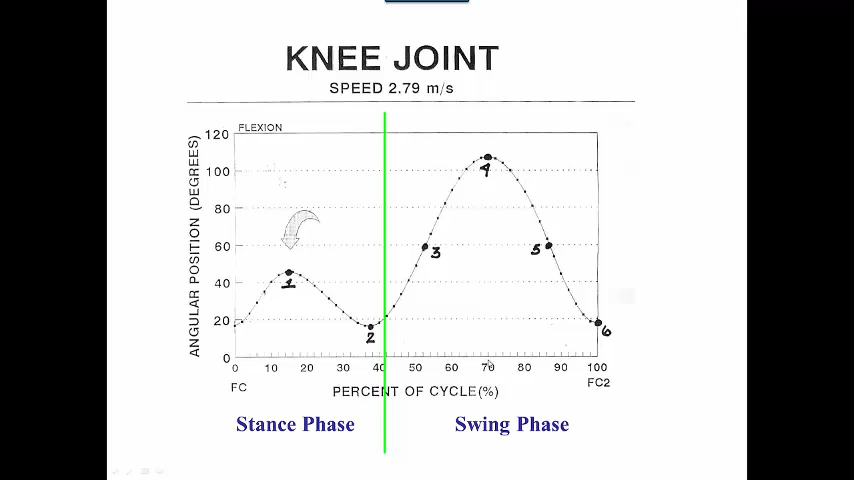 KNEE JOINT
SPEED 2.79 m/s
FLEXION
ANGULAR POSITION (DEGREES)
120
100
80
60
40
20
0
1
2
3
4
5
6
0 10 20 30 40 50 60 70 80 90 100
FC
FC2
PERCENT OF CYCLE(%)
Stance Phase
Swing Phase